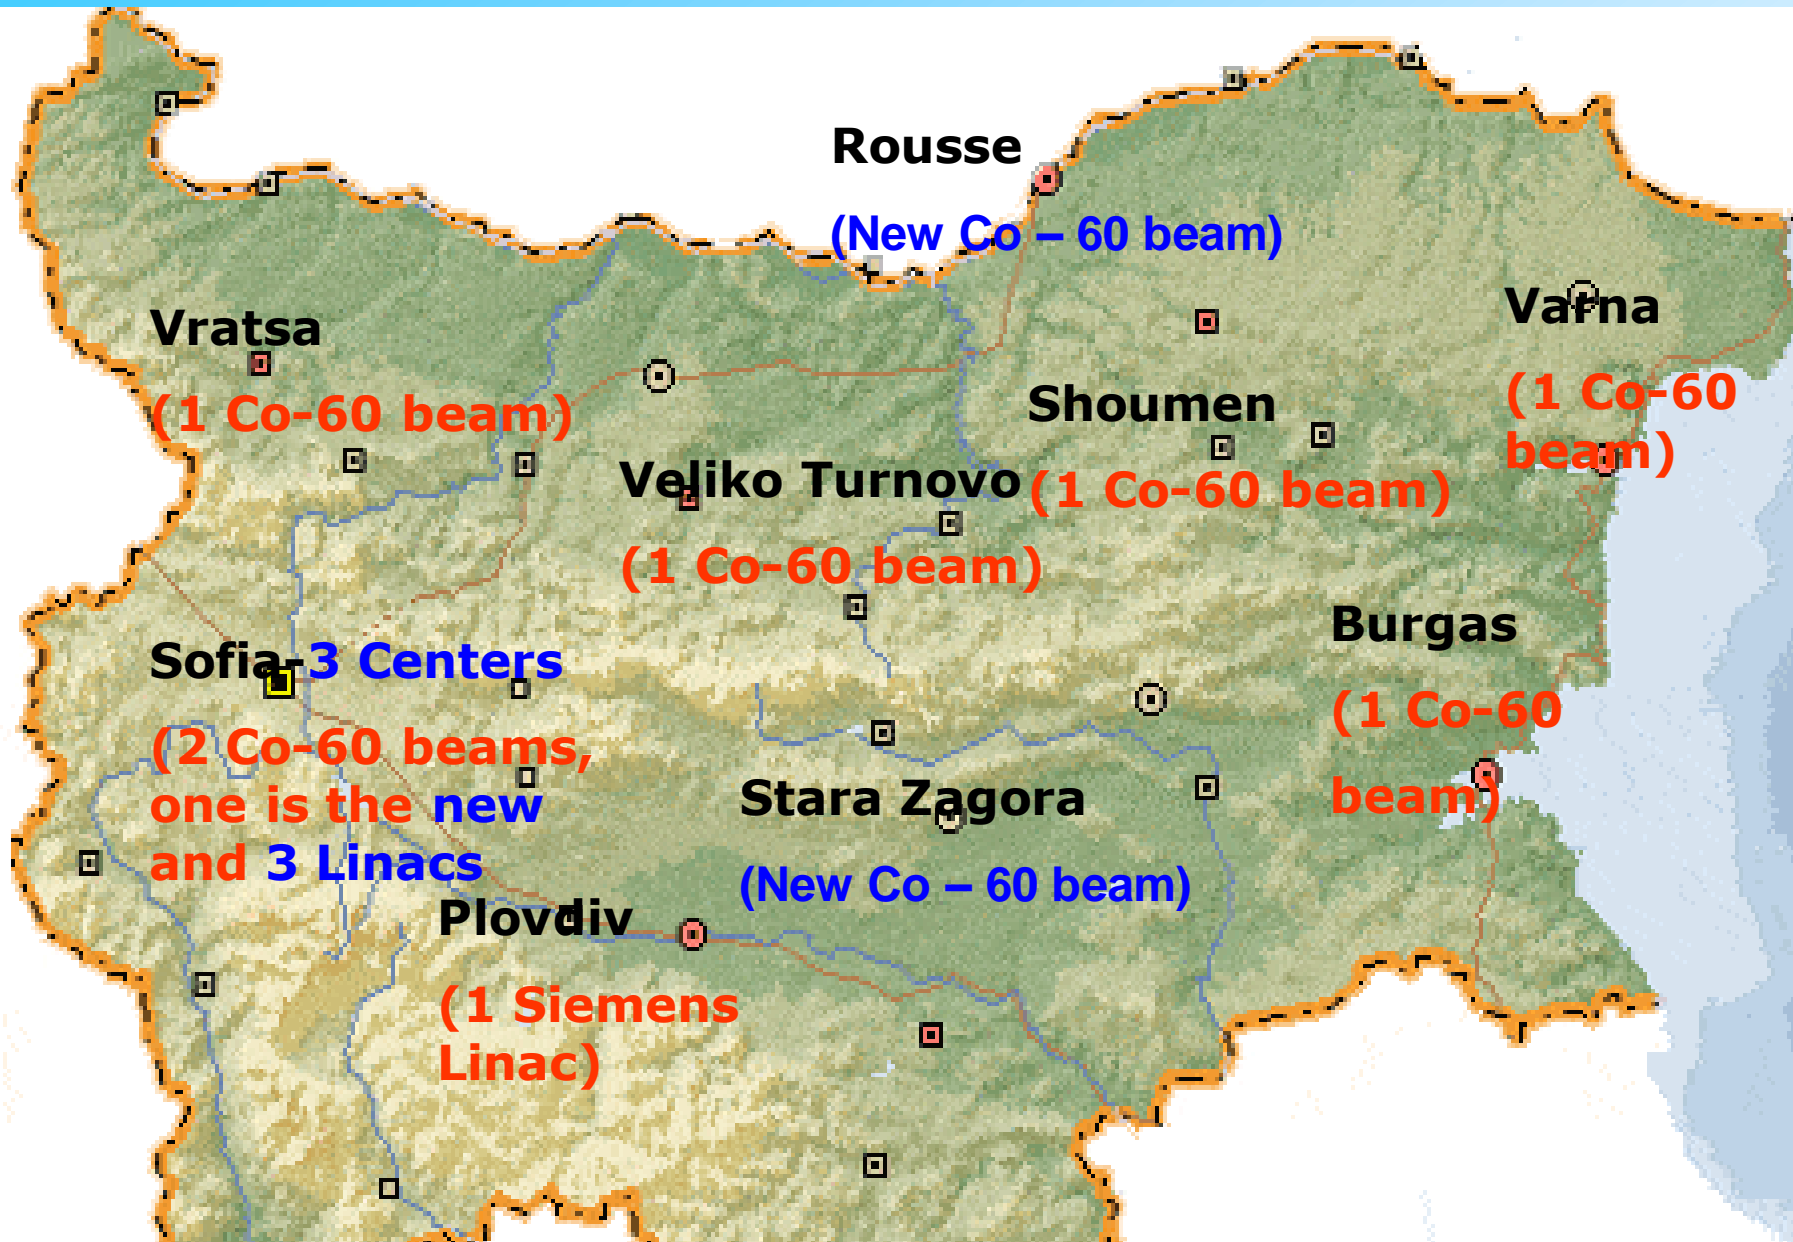 Rousse
(New Co – 60 beam)
Vratsa
(1 Co-60 beam)
Varna
(1 Co-60
beam)
Shoumen
(1 Co-60 beam)
Veliko Turnovo
(1 Co-60 beam)
Burgas
(1 Co-60
beam)
Sofia-3 Centers
(2 Co-60 beams,
one is the new
and 3 Linacs
Stara Zagora
(New Co – 60 beam)
Plovdiv
(1 Siemens
Linac)